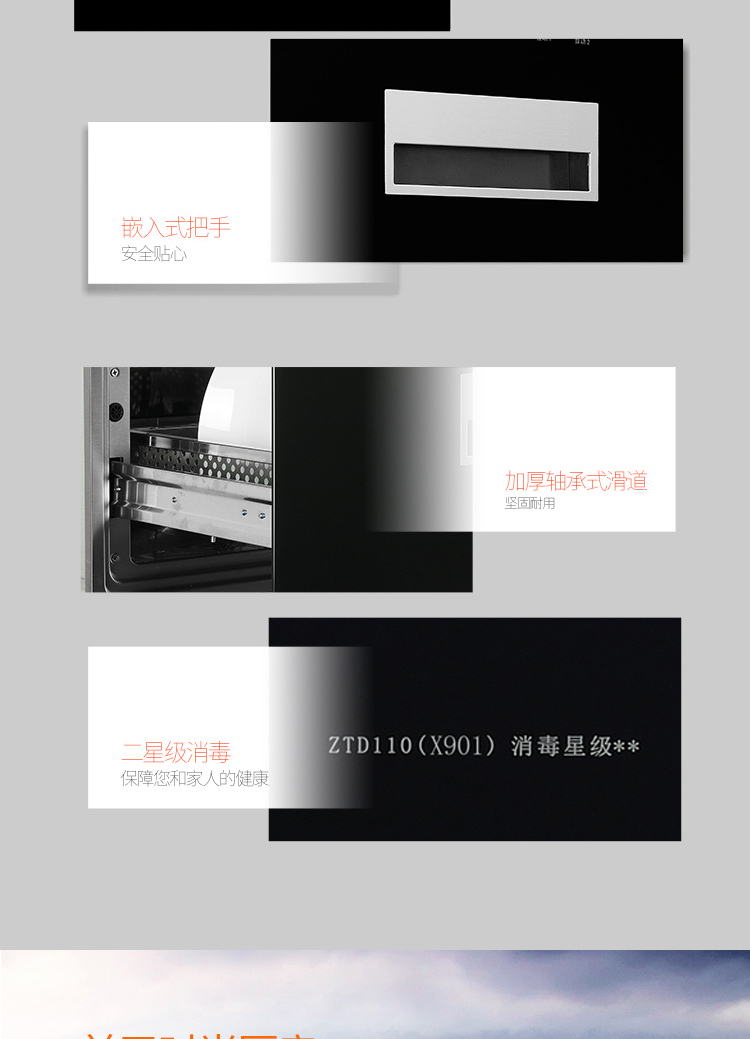 嵌入式把手
安全贴心
加厚轴承式滑道
坚固耐用
二星级消毒
保障您和家人的健康
ZTD110(X901) 消毒星级**